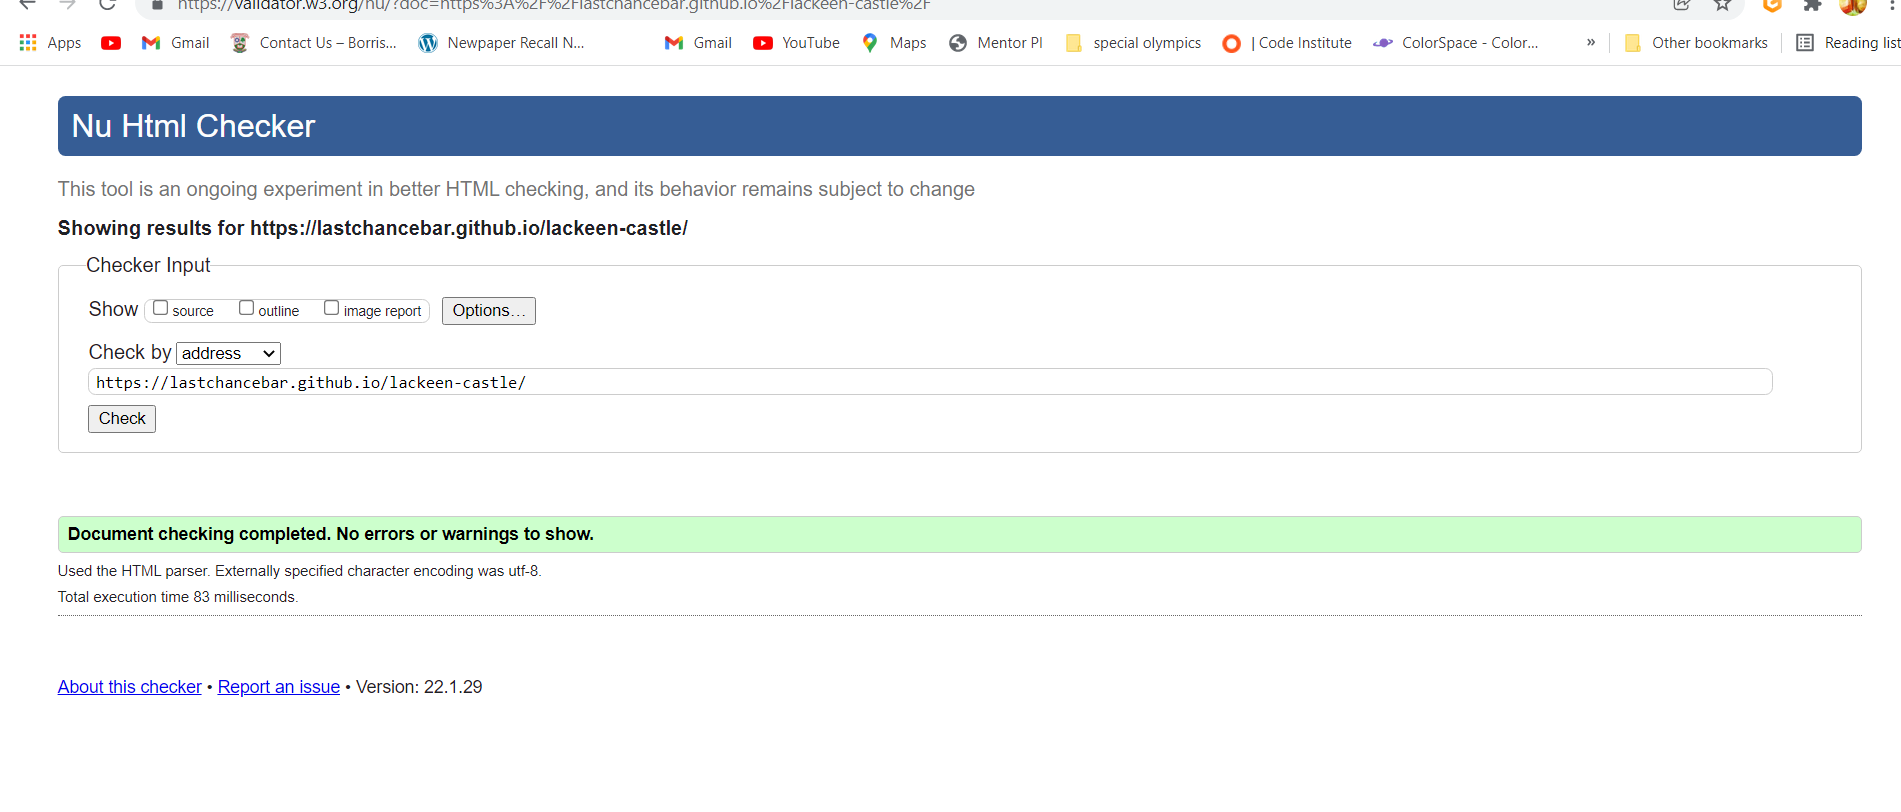 https://validator.w3.org/nu/?doc=https%3A%2F%2Flastchancebar.github.io%2Flackeen-castle%2F
Apps Gmail Contact Us – Borris... Newpaper Recall N... Gmail YouTube Maps Mentor PI special olympics | Code Institute ColorSpace - Color... » Other bookmarks Reading list
Nu Html Checker
This tool is an ongoing experiment in better HTML checking, and its behavior remains subject to change
Showing results for https://lastchancebar.github.io/lackeen-castle/
Checker Input
Show source outline image report Options...
Check by address
https://lastchancebar.github.io/lackeen-castle/
Check
Document checking completed. No errors or warnings to show.
Used the HTML parser. Externally specified character encoding was utf-8.
Total execution time 83 milliseconds.
About this checker • Report an issue • Version: 22.1.29